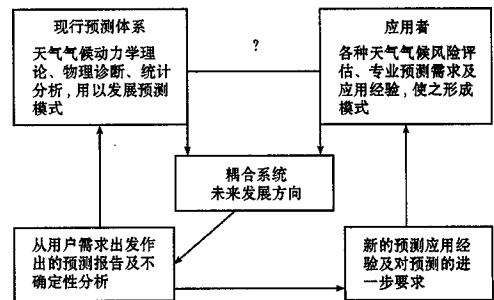 现行预测体系
天气气候动力学理
论、物理诊断、统计
分析,用以发展预测
模式
?
应用者
各种天气气候风险评
估、专业预测需求及
应用经验,使之形成
模式
耦合系统
未来发展方向
从用户需求出发作
出的预测报告及不
确定性分析
新的预测应用经
验及对预测的进
一步要求